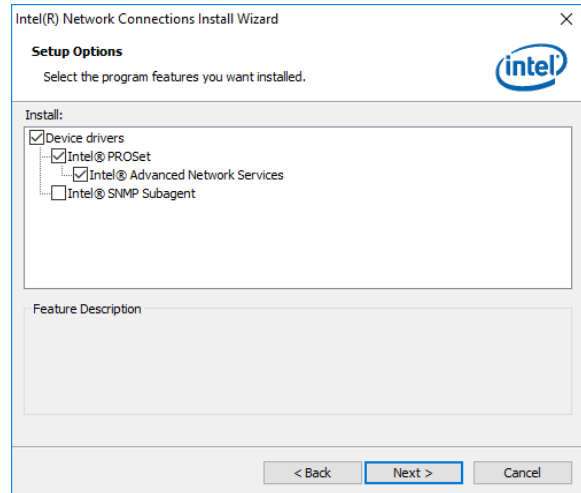 Intel(R) Network Connections Install Wizard
Setup Options
Select the program features you want installed.
intel
Install:
Device drivers
Intel® PROSet
Intel® Advanced Network Services
Intel® SNMP Subagent
Feature Description
< Back Next > Cancel